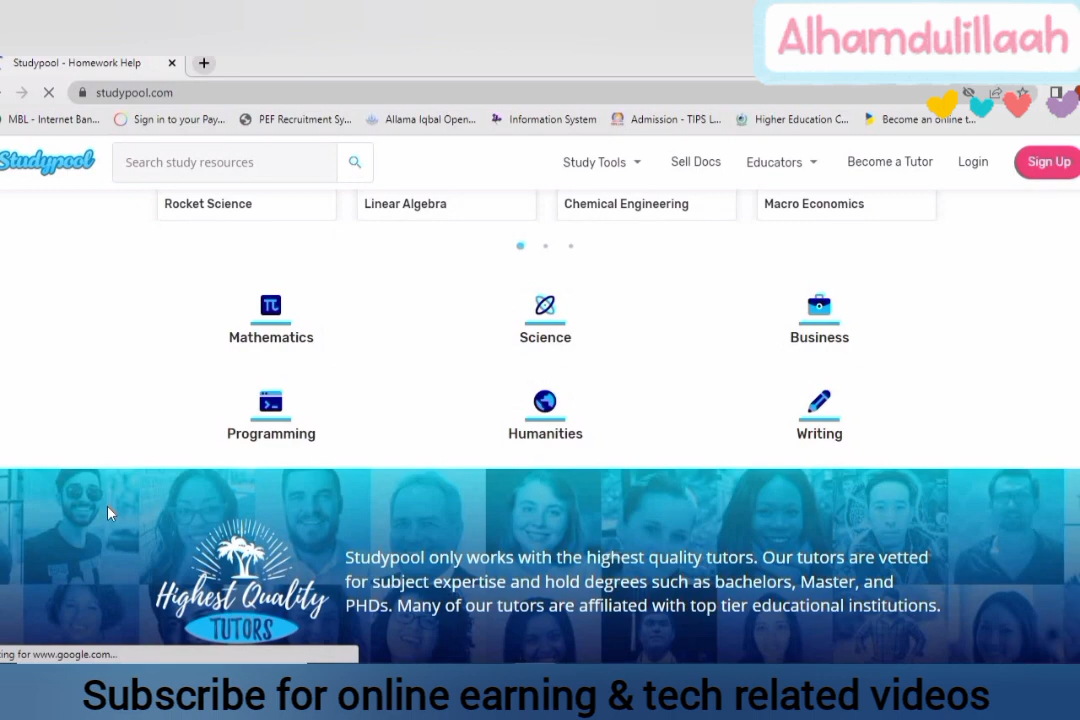 Alhamdulillaah
Studypool - Homework Help
studypool.com
MBL - Internet Ban... Sign in to your Pay... PEF Recruitment Sy... Allama Iqbal Open... Information System Admission - TIPS L... Higher Education C... Become an online t...
Studypool Search study resources Study Tools Sell Docs Educators Become a Tutor Login Sign Up
Rocket Science Linear Algebra Chemical Engineering Macro Economics
Mathematics Science Business
Programming Humanities Writing
Highest Quality
TUTORS
Studypool only works with the highest quality tutors. Our tutors are vetted
for subject expertise and hold degrees such as bachelors, Master, and
PHDs. Many of our tutors are affiliated with top tier educational institutions.
ing for www.google.com...
Subscribe for online earning & tech related videos